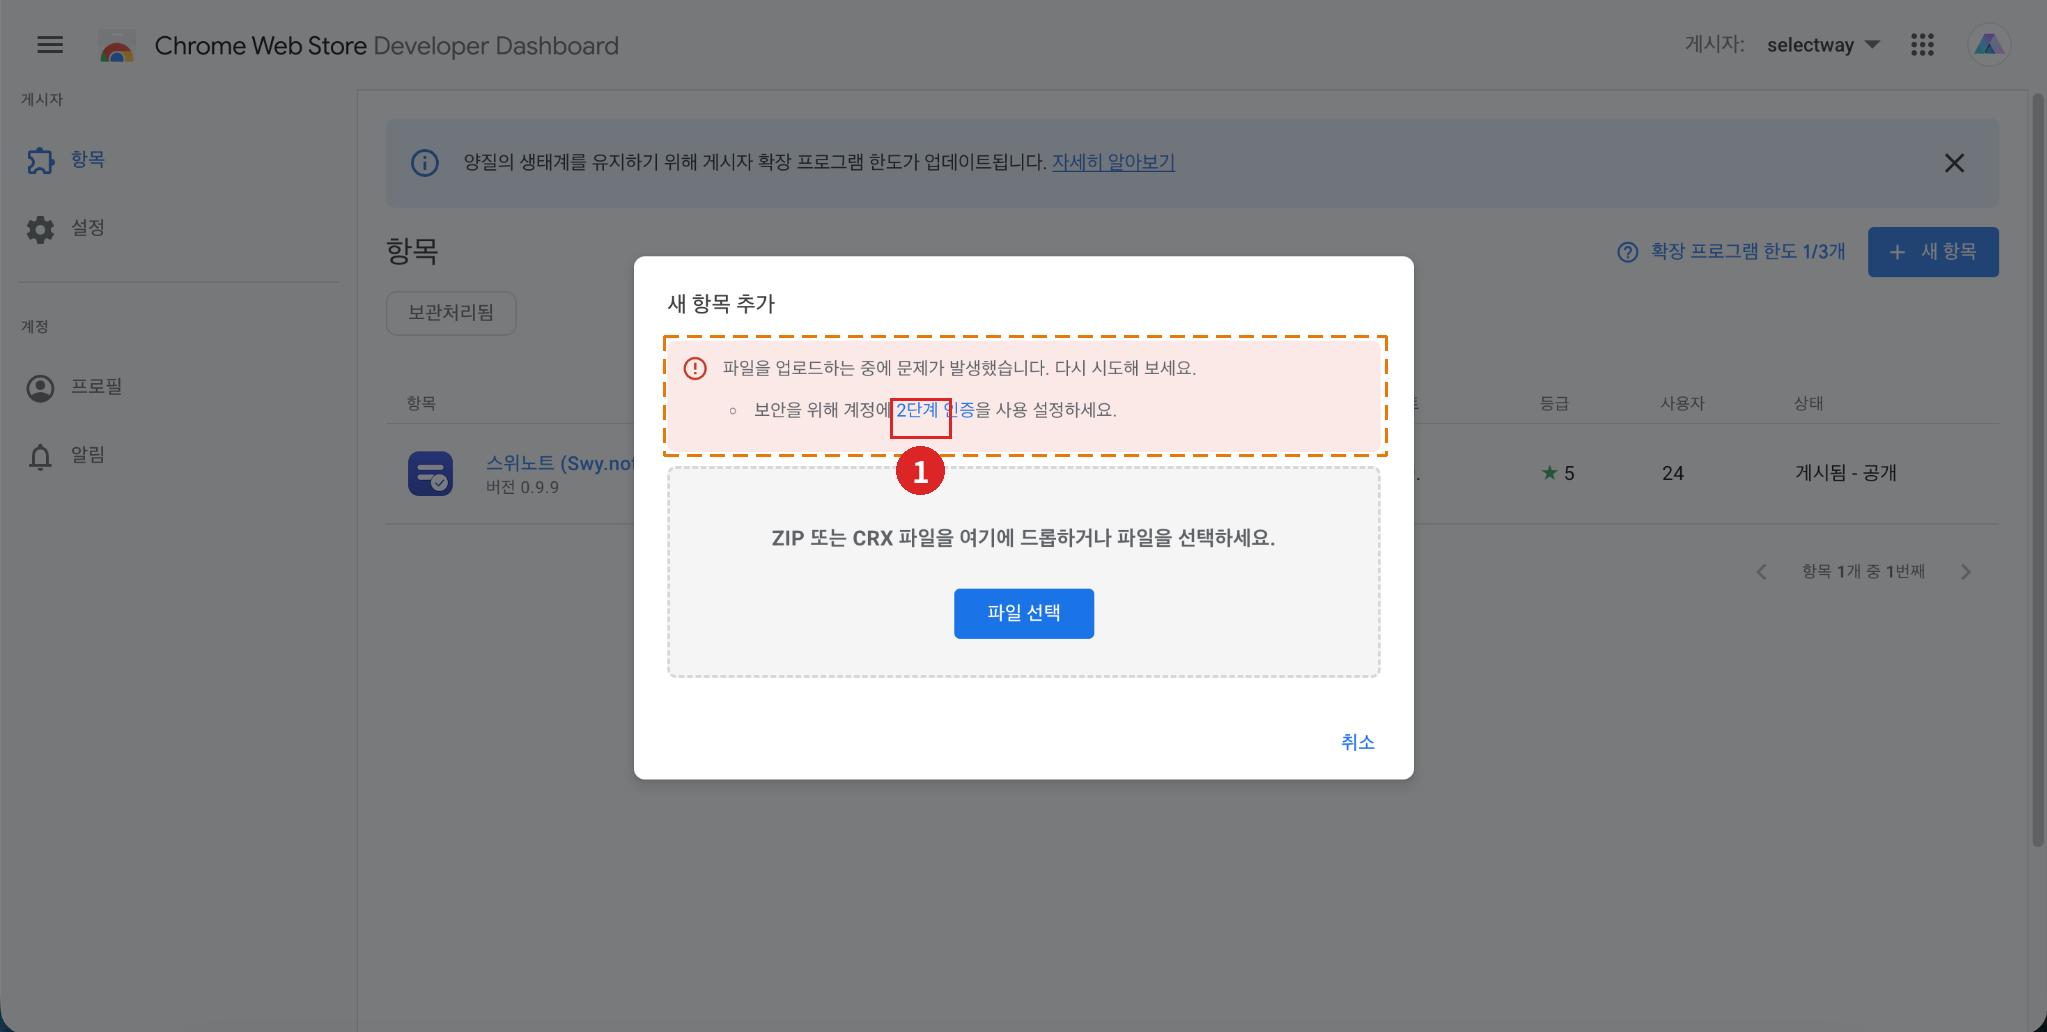 Chrome Web Store Developer Dashboard
게시자: selectway
게시자
항목
설정
계정
프로필
알림
양질의 생태계를 유지하기 위해 게시자 확장 프로그램 한도가 업데이트됩니다. 자세히 알아보기
항목
확장 프로그램 한도 1/3개
+ 새 항목
보관처리됨
항목
등급
사용자
상태
스위노트 (Swy.not
버전 0.9.9
★ 5
24
게시됨 - 공개
항목 1개 중 1번째
새 항목 추가
파일을 업로드하는 중에 문제가 발생했습니다. 다시 시도해 보세요.
보안을 위해 계정에 2단계 인증을 사용 설정하세요.
1
ZIP 또는 CRX 파일을 여기에 드롭하거나 파일을 선택하세요.
파일 선택
취소